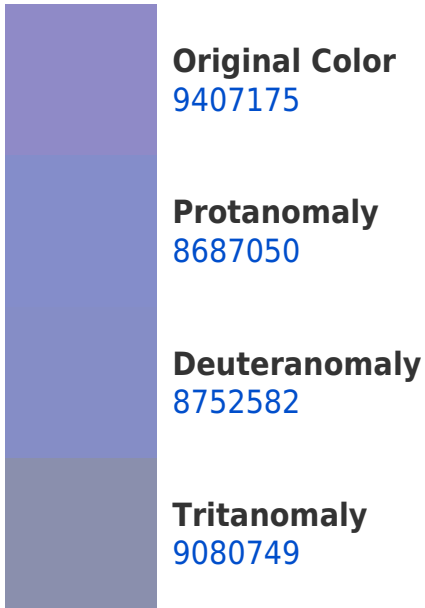 Original Color
9407175
Protanomaly
8687050
Deuteranomaly
8752582
Tritanomaly
9080749